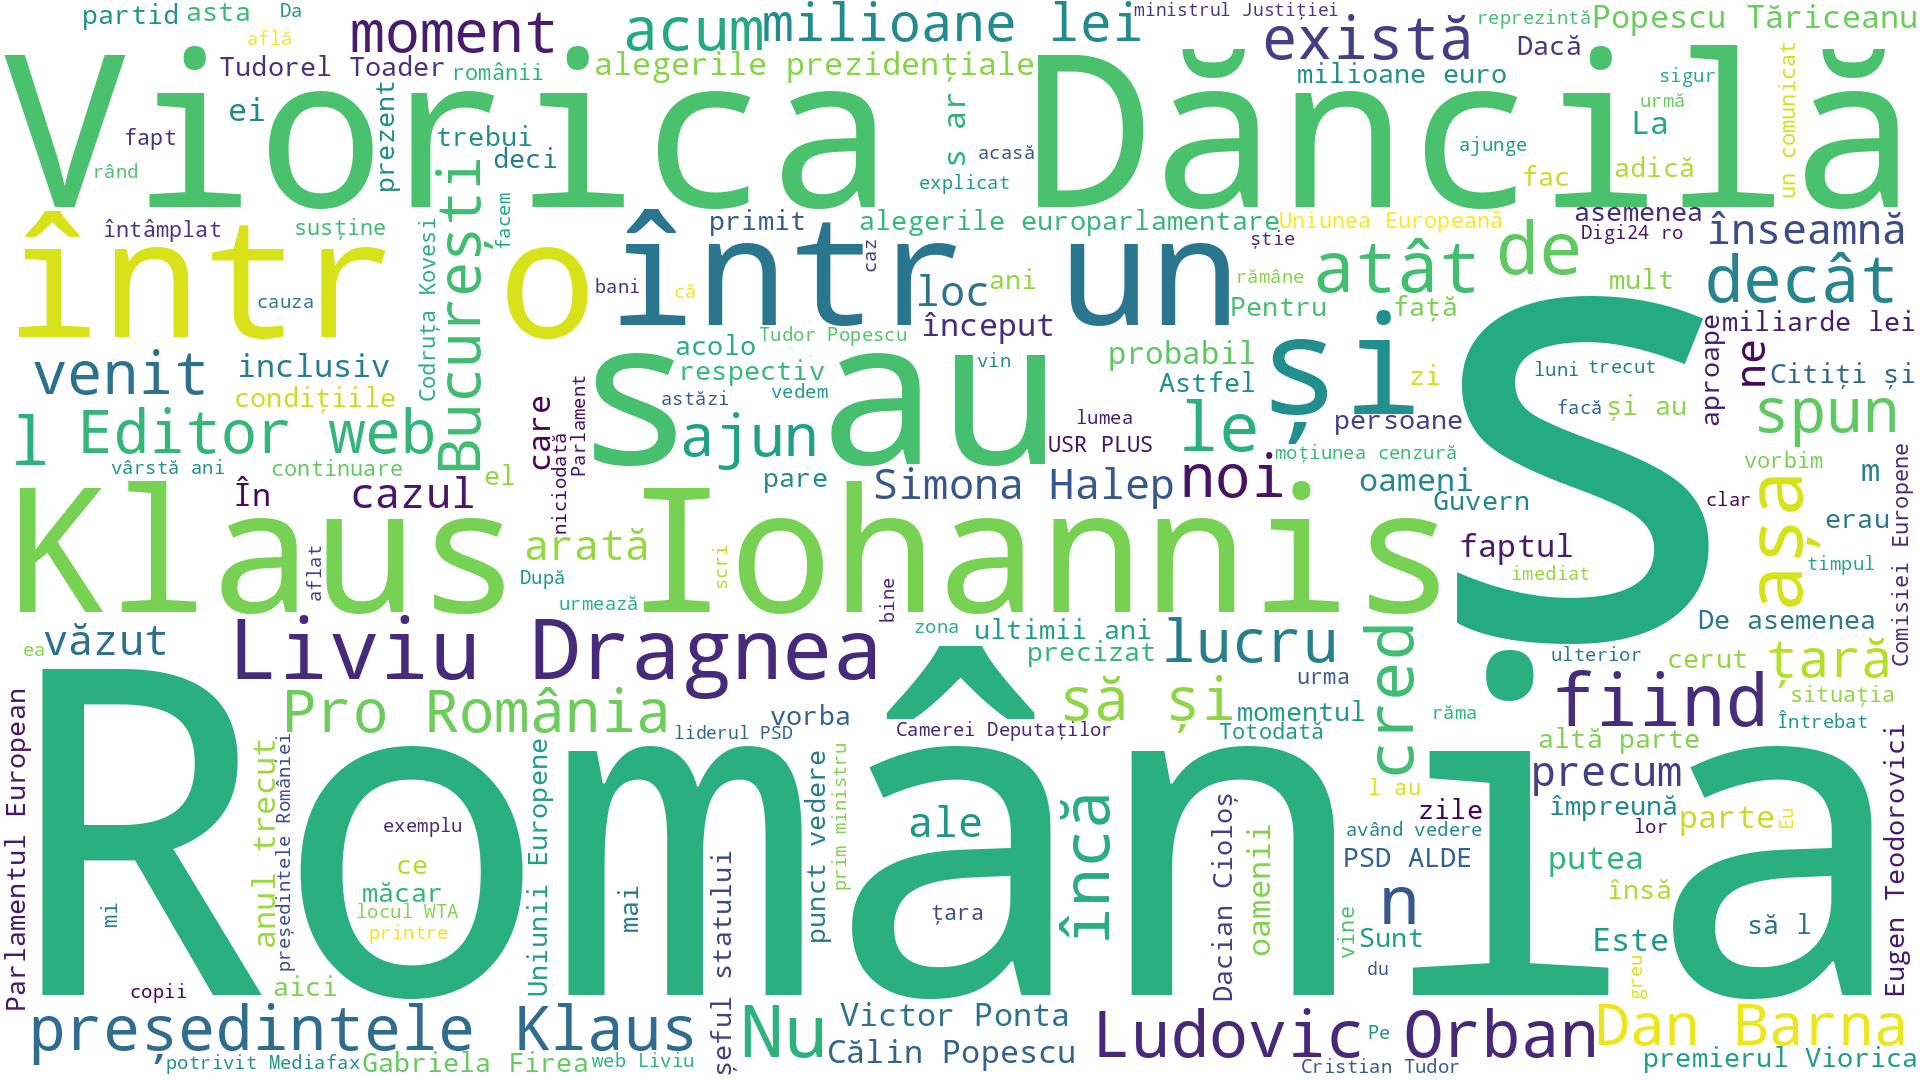 partid
asta
Da
află
moment
acum
milioane lei
ministrul Justiției
există
reprezintă
Popescu Tăriceanu
Dacă
Tudorel Toader
românii
alegerile prezidențiale
milioane euro
sigur
un comunicat
Viorica Dăncilă
ei
prezent
s ar
urmă
La
fapt
trebui
deci
acasă
ajunge
rând
explicat
fac
adică
București
facem
întâmplat
susține
primit
alegerile europarlamentare
Uniunea Europeană
asemenea
Digi24 ro
înseamnă
știe
de
atât
decât
într o
într un
Codruța Kovesi
caz
cauza
bani
că
loc
ani
rămâne
mult
Pentru
față
miliarde lei
început
Tudor Popescu
venit
inclusiv
acolo
respectiv
vin
probabil
Astfel
și
zi
luni
trecut
aproape
ne
Citiți și
condițiile
astăzi
vedem
s au
care
Parlament
niciodată
lumea
persoane
facă
și au
spun
l
Editor web
ajun
USR PLUS
le
moțiunea cenzură
S
vârstă ani
continuare
el
pare
Simona Halep
noi
oameni
vorbim
m
În
cazul
Guvern
clar
așa
erau
Comisiei Europene
Klaus Iohannis
arată
aflat
După
scri
faptul
imediat
timpul
urmează
bine
ea
văzut
Liviu Dragnea
zona
ultimii ani
precizat
lucru
cred
De asemenea
ulterior
cerut
țară
urma
Pro România
vorba
să și
momentul
răma
fiind
situația
Întrebat
liderul PSD
Camerei Deputaților
Totodată
altă parte
România
Parlamentul European
anul trecut
președintele României
Uniunii Europene
punct vedere
prim ministru
l au
precum
zile
împreună
parte
Eu
Eugen Teodorovici
exemplu
ale
încă
Dacian Cioloș
oamenii
având vedere
lor
ce
măcar
locul WTA
printre
mi
mai
șeful statului
țara
PSD ALDE
putea
n
însă
vine
Sunt
Este
să l
copii
aici
du
greu
președintele Klaus
Nu
Victor Ponta
Călin Popescu
Ludovic Orban
Pe
Dan Barna
potrivit Mediafax
Gabriela Firea
web Liviu
Cristian Tudor
premierul Viorica